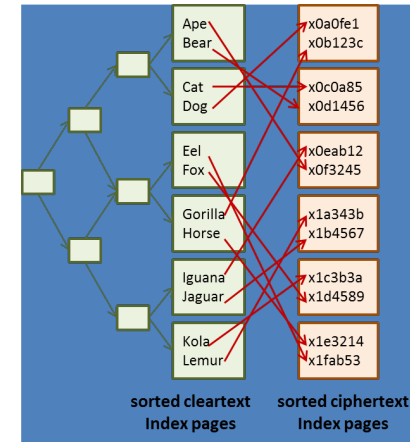 Ape
Bear
Cat
Dog
Eel
Fox
Gorilla
Horse
Iguana
Jaguar
Kola
Lemur
x0a0fe1
x0b123c
x0c0a85
x0d1456
x0eab12
x0f3245
x1a343b
x1b4567
x1c3b3a
x1d4589
x1e3214
x1fab53
sorted cleartext
Index pages
sorted ciphertext
Index pages